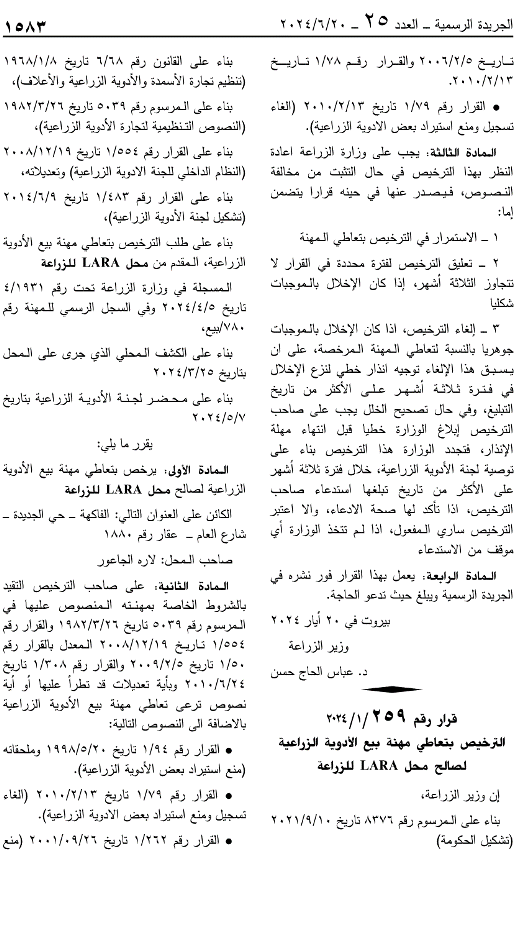 الجريدة الرسمية ــ العدد ٢٥ ــ ٢٠٢٤/٦/٢٠
١٥٨٣
تاريخ ٢٠٠٦/٢/٥ والقرار رقم ١/٧٨ تاريخ
٢٠١٠/٢/١٣.
● القرار رقم ١/٧٩ تاريخ ٢٠١٠/٢/١٣ (الغاء
تسجيل ومنع استيراد بعض الادوية الزراعية).
المادة الثالثة: يجب على وزارة الزراعة اعادة
النظر بهذا الترخيص في حال التثبت من مخالفة
النصوص، فيصدر عنها في حينه قرارا يتضمن
إما:
١ ــ الاستمرار في الترخيص بتعاطي المهنة
٢ ــ تعليق الترخيص لفترة محددة في القرار لا
تتجاوز الثلاثة أشهر، إذا كان الإخلال بالموجبات
شكليا
٣ ــ إلغاء الترخيص، اذا كان الإخلال بالموجبات
جوهريا بالنسبة لتعاطي المهنة المرخصة، على ان
يسبق هذا الإلغاء توجيه انذار خطي لنزع الإخلال
في فترة ثلاثة أشهر على الأكثر من تاريخ
التبليغ، وفي حال تصحيح الخلل يجب على صاحب
الترخيص إبلاغ الوزارة خطيا قبل انتهاء مهلة
الإنذار، فتجدد الوزارة هذا الترخيص بناء على
توصية لجنة الأدوية الزراعية، خلال فترة ثلاثة أشهر
على الأكثر من تاريخ تبلغها استدعاء صاحب
الترخيص، اذا تأكد لها صحة الادعاء، والا اعتبر
الترخيص ساري المفعول، اذا لم تتخذ الوزارة أي
موقف من الاستدعاء
المادة الرابعة: يعمل بهذا القرار فور نشره في
الجريدة الرسمية ويبلغ حيث تدعو الحاجة.
بيروت في ٢٠ أيار ٢٠٢٤
وزير الزراعة
د. عباس الحاج حسن
قرار رقم ٢٥٩ /٢٠٢٤/١
الترخيص بتعاطي مهنة بيع الأدوية الزراعية
لصالح محل LARA للزراعة
إن وزير الزراعة،
بناء على المرسوم رقم ٨٣٧٦ تاريخ ٢٠٢١/٩/١٠
(تشكيل الحكومة)
بناء على القانون رقم ٦/٦٨ تاريخ ١٩٦٨/١/٨
(تنظيم تجارة الأسمدة والأدوية الزراعية والأعلاف)،
بناء على المرسوم رقم ٥٠٣٩ تاريخ ١٩٨٢/٣/٢٦
(النصوص التنظيمية لتجارة الأدوية الزراعية)،
بناء على القرار رقم ١/٥٥٤ تاريخ ٢٠٠٨/١٢/١٩
(النظام الداخلي للجنة الادوية الزراعية) وتعديلاته،
بناء على القرار رقم ١/٤٨٣ تاريخ ٢٠١٤/٦/٩
(تشكيل لجنة الأدوية الزراعية)،
بناء على طلب الترخيص بتعاطي مهنة بيع الأدوية
الزراعية، المقدم من محل LARA للزراعة
المسجلة في وزارة الزراعة تحت رقم ٤/١٩٣١
تاريخ ٢٠٢٤/٤/٥ وفي السجل الرسمي للمهنة رقم
٧٨٠/بيع،
بناء على الكشف المحلي الذي جرى على المحل
بتاريخ ٢٠٢٤/٣/٢٥
بناء على محضر لجنة الأدوية الزراعية بتاريخ
٢٠٢٤/٥/٧
يقرر ما يلي:
المادة الأولى: يرخص بتعاطي مهنة بيع الأدوية
الزراعية لصالح محل LARA للزراعة
الكائن على العنوان التالي: الفاكهة ــ حي الجديدة ــ
شارع العام ــ عقار رقم ١٨٨٠
صاحب المحل: لاره الجاعور
المادة الثانية: على صاحب الترخيص التقيد
بالشروط الخاصة بمهنته المنصوص عليها في
المرسوم رقم ٥٠٣٩ تاريخ ١٩٨٢/٣/٢٦ والقرار رقم
١/٥٥٤ تاريخ ٢٠٠٨/١٢/١٩ المعدل بالقرار رقم
١/٥٠ تاريخ ٢٠٠٩/٢/٥ والقرار رقم ١/٣٠٨ تاريخ
٢٠١٠/٦/٢٤ وبأية تعديلات قد تطرأ عليها أو أية
نصوص ترعى تعاطي مهنة بيع الأدوية الزراعية
بالاضافة الى النصوص التالية:
● القرار رقم ١/٩٤ تاريخ ١٩٩٨/٥/٢٠ وملحقاته
(منع استيراد بعض الأدوية الزراعية).
● القرار رقم ١/٧٩ تاريخ ٢٠١٠/٢/١٣ (الغاء
تسجيل ومنع استيراد بعض الادوية الزراعية).
● القرار رقم ١/٢٦٢ تاريخ ٢٠٠١/٠٩/٢٦ (منع